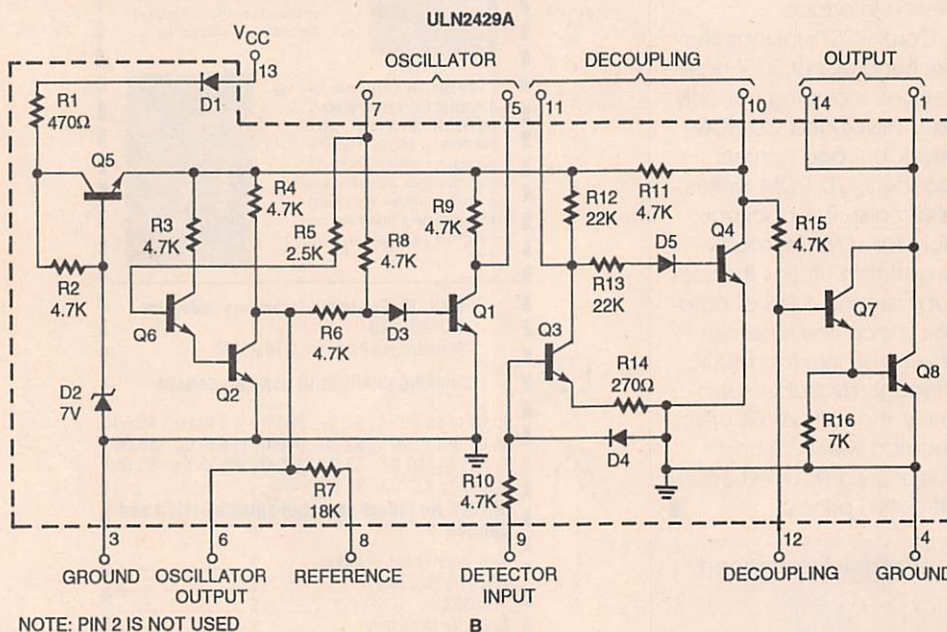 ULN2429A
VCC
13
OSCILLATOR
DECOUPLING
OUTPUT
7
5
11
10
14
1
D1
R1
470Ω
Q5
R2
4.7K
R3
4.7K
R4
4.7K
R5
2.5K
R8
4.7K
R9
4.7K
R12
22K
R11
4.7K
Q4
D5
R13
22K
R15
4.7K
Q6
R6
4.7K
D3
Q1
Q3
Q7
Q2
R14
270Ω
Q8
D2
7V
D4
R16
7K
R7
18K
R10
4.7K
3
6
8
9
12
4
GROUND
OSCILLATOR
OUTPUT
REFERENCE
DETECTOR
INPUT
DECOUPLING
GROUND
NOTE: PIN 2 IS NOT USED
B